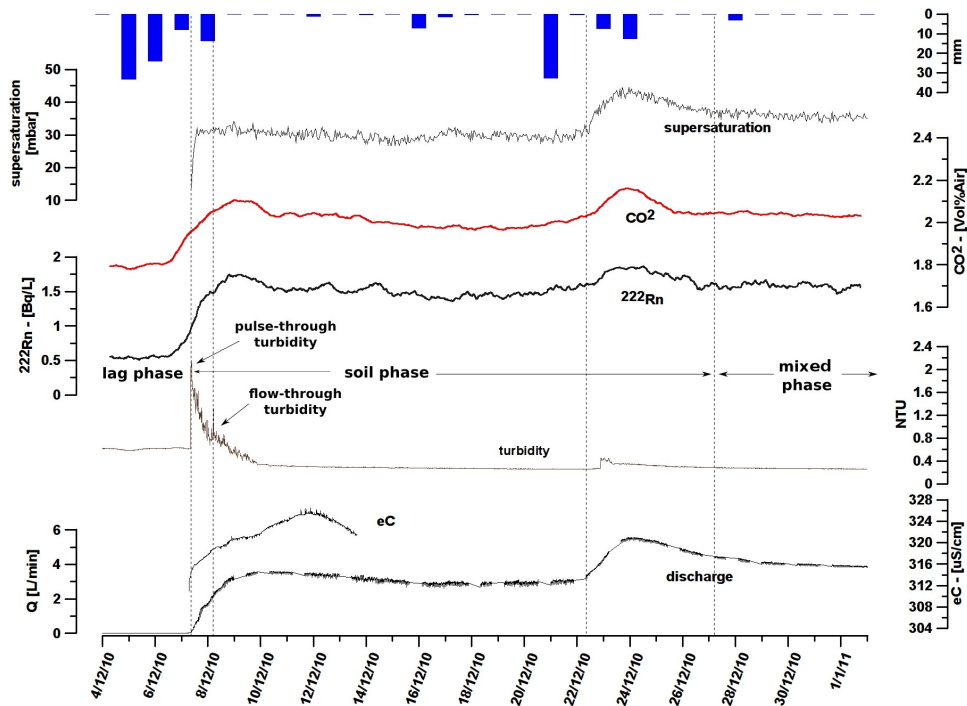 0
10
20
30
40
mm
50
40
30
20
10
supersaturation
[mbar]
supersaturation
2.4
2.2
2
1.8
1.6
CO2 - [Vol%Air]
CO2
2
1.5
1
0.5
0
222Rn - [Bq/L]
222Rn
pulse-through
turbidity
lag phase
soil phase
mixed
phase
flow-through
turbidity
turbidity
2.4
2
1.6
1.2
0.8
0.4
0
NTU
eC
6
4
2
0
Q [L/min]
discharge
328
324
320
316
312
308
304
eC - [uS/cm]
4/12/10
6/12/10
8/12/10
10/12/10
12/12/10
14/12/10
16/12/10
18/12/10
20/12/10
22/12/10
24/12/10
26/12/10
28/12/10
30/12/10
1/1/11